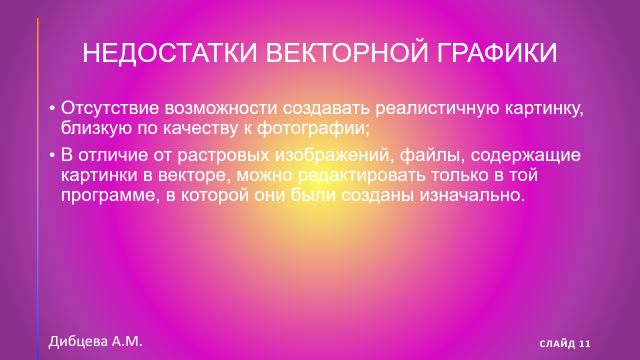 НЕДОСТАТКИ ВЕКТОРНОЙ ГРАФИКИ
• Отсутствие возможности создавать реалистичную картинку,
близкую по качеству к фотографии;
• В отличие от растровых изображений, файлы, содержащие
картинки в векторе, можно редактировать только в той
программе, в которой они были созданы изначально.
Дибцева А.М.
СЛАЙД 11